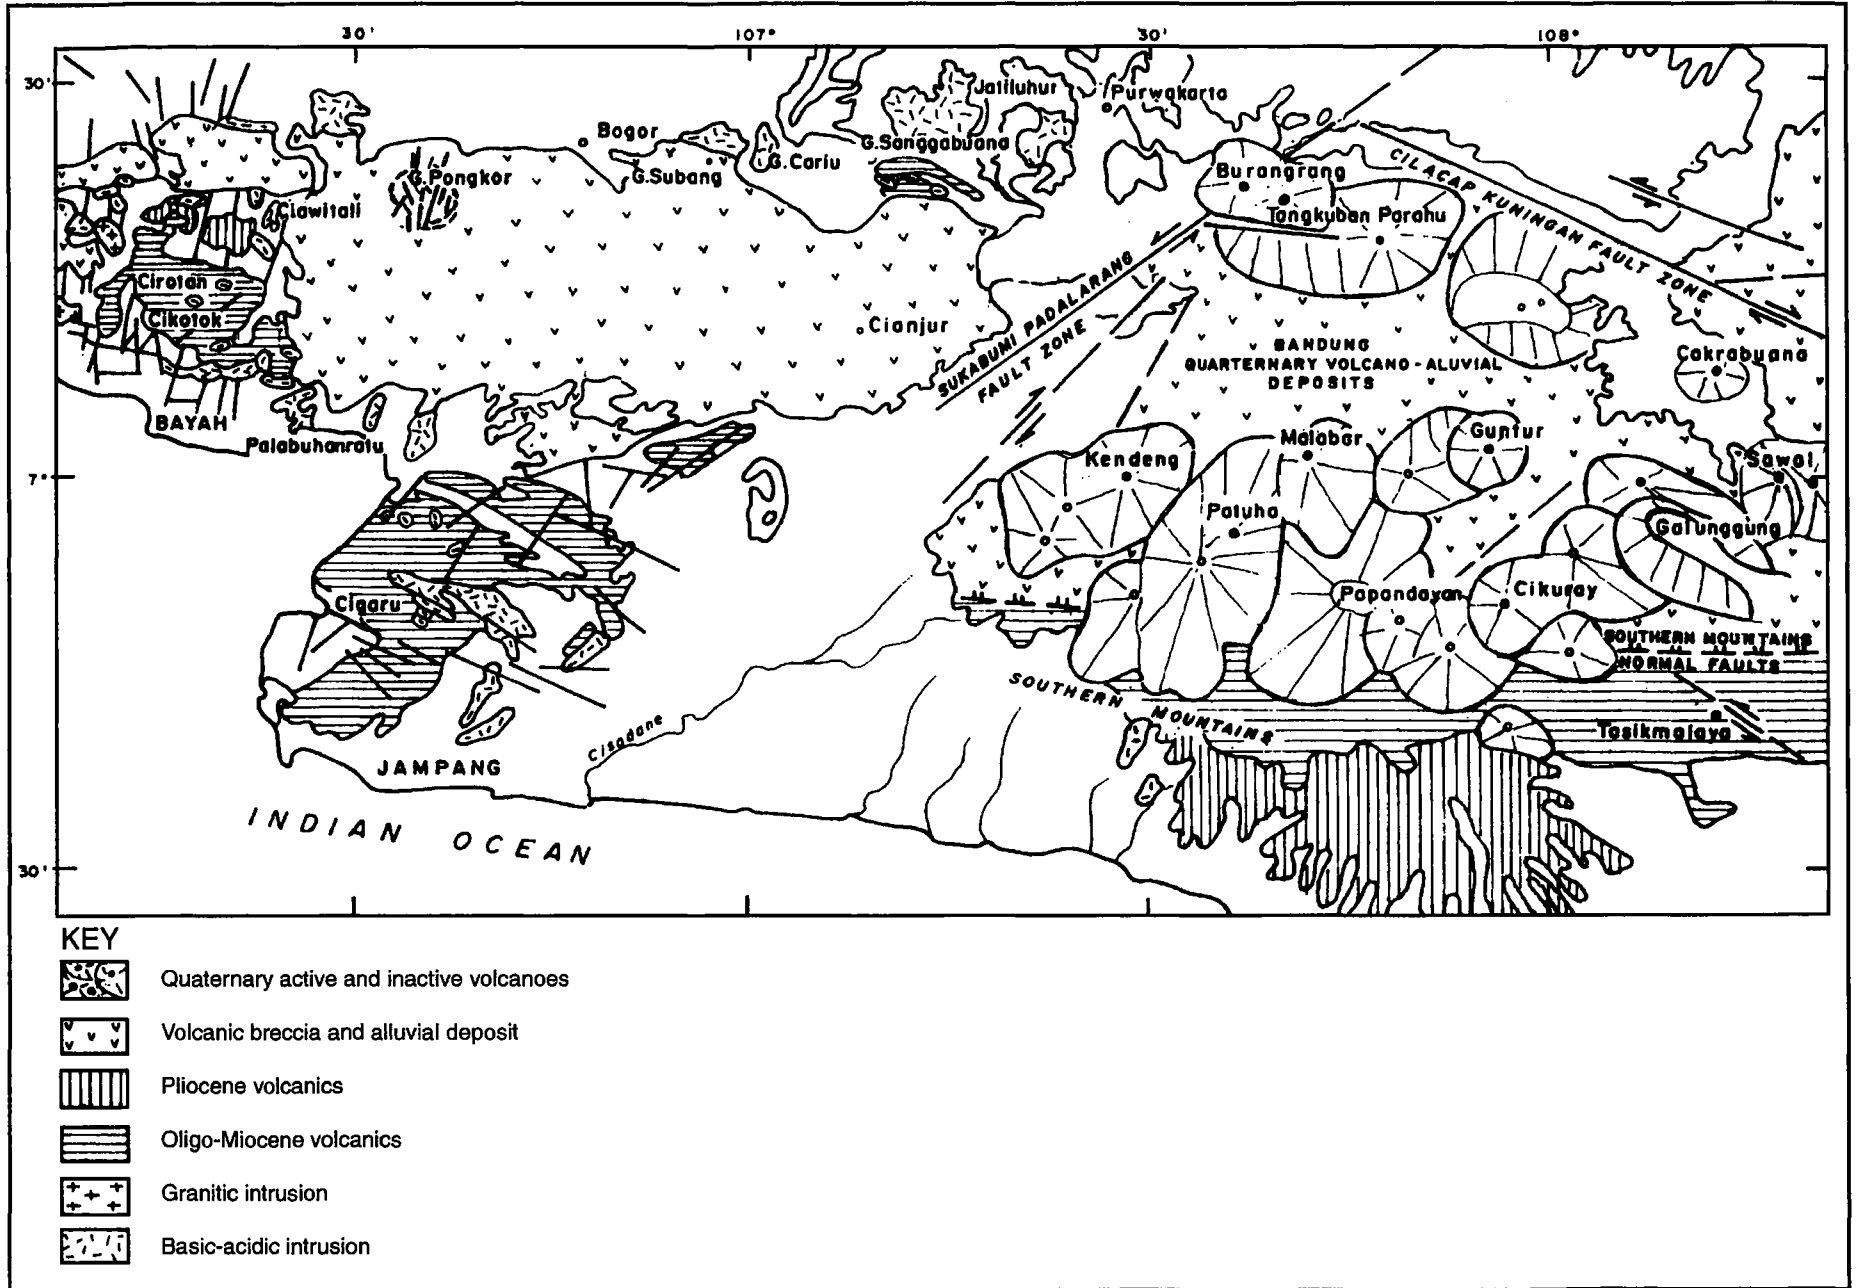 30' 107° 30' 108°
30'
Jatiluhur
Purwakarta
Bogor
G.Sanggabuana
G.Cariu
G.Pongkor
G.Subang
Burangrang
CILACAP KUNINGAN FAULT ZONE
Ciawitali
Tangkuban Parahu
Cirotan
Cikotok
Cianjur
SUKABUMI PADALARANG
FAULT ZONE
BANDUNG
QUARTERNARY VOLCANO-ALUVIAL
DEPOSITS
Cakrabuana
BAYAH
Palabuhanratu
Malabar
Guntur
Kendeng
Sawal
7°
Patuha
Galunggung
Cigaru
Papandayan
Cikuray
SOUTHERN MOUNTAINS
NORMAL FAULTS
SOUTHERN MOUNTAINS
Cisadane
Tasikmalaya
JAMPANG
INDIAN OCEAN
30'
KEY
Quaternary active and inactive volcanoes
Volcanic breccia and alluvial deposit
Pliocene volcanics
Oligo-Miocene volcanics
Granitic intrusion
Basic-acidic intrusion